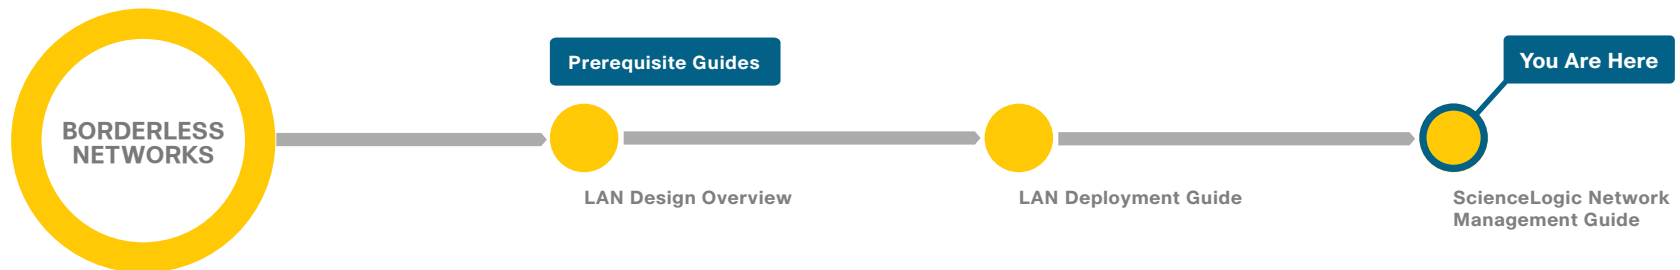 BORDERLESS
NETWORKS
Prerequisite Guides
LAN Design Overview
LAN Deployment Guide
You Are Here
ScienceLogic Network
Management Guide